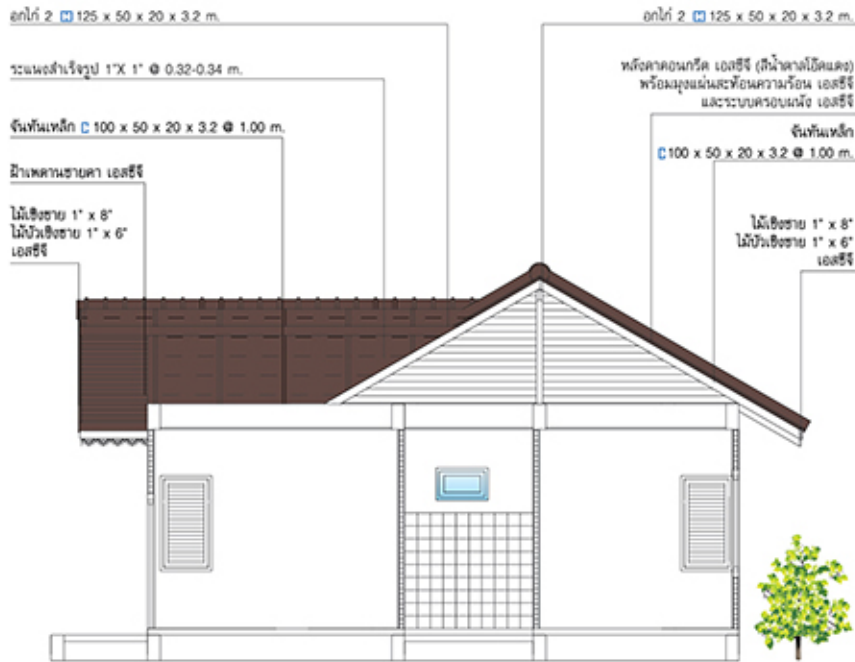 อกไก่ 2 125 x 50 x 20 x 3.2 m.
ระแนงสำเร็จรูป 1"X 1" @ 0.32-0.34 m.
จันทันเหล็ก C 100 x 50 x 20 x 3.2 @ 1.00 m.
ฝ้าเพดานชายคา เอสซีจี
ไม้เชิงชาย 1" x 8"
ไม้บัวเชิงชาย 1" x 6"
เอสซีจี
อกไก่ 2 125 x 50 x 20 x 3.2 m.
หลังคาคอนกรีต เอสซีจี (สีน้ำตาลโอ๊คแดง)
พร้อมมุงแผ่นสะท้อนความร้อน เอสซีจี
และระบบครอบผนัง เอสซีจี
จันทันเหล็ก
C 100 x 50 x 20 x 3.2 @ 1.00 m.
ไม้เชิงชาย 1" x 8"
ไม้บัวเชิงชาย 1" x 6"
เอสซีจี